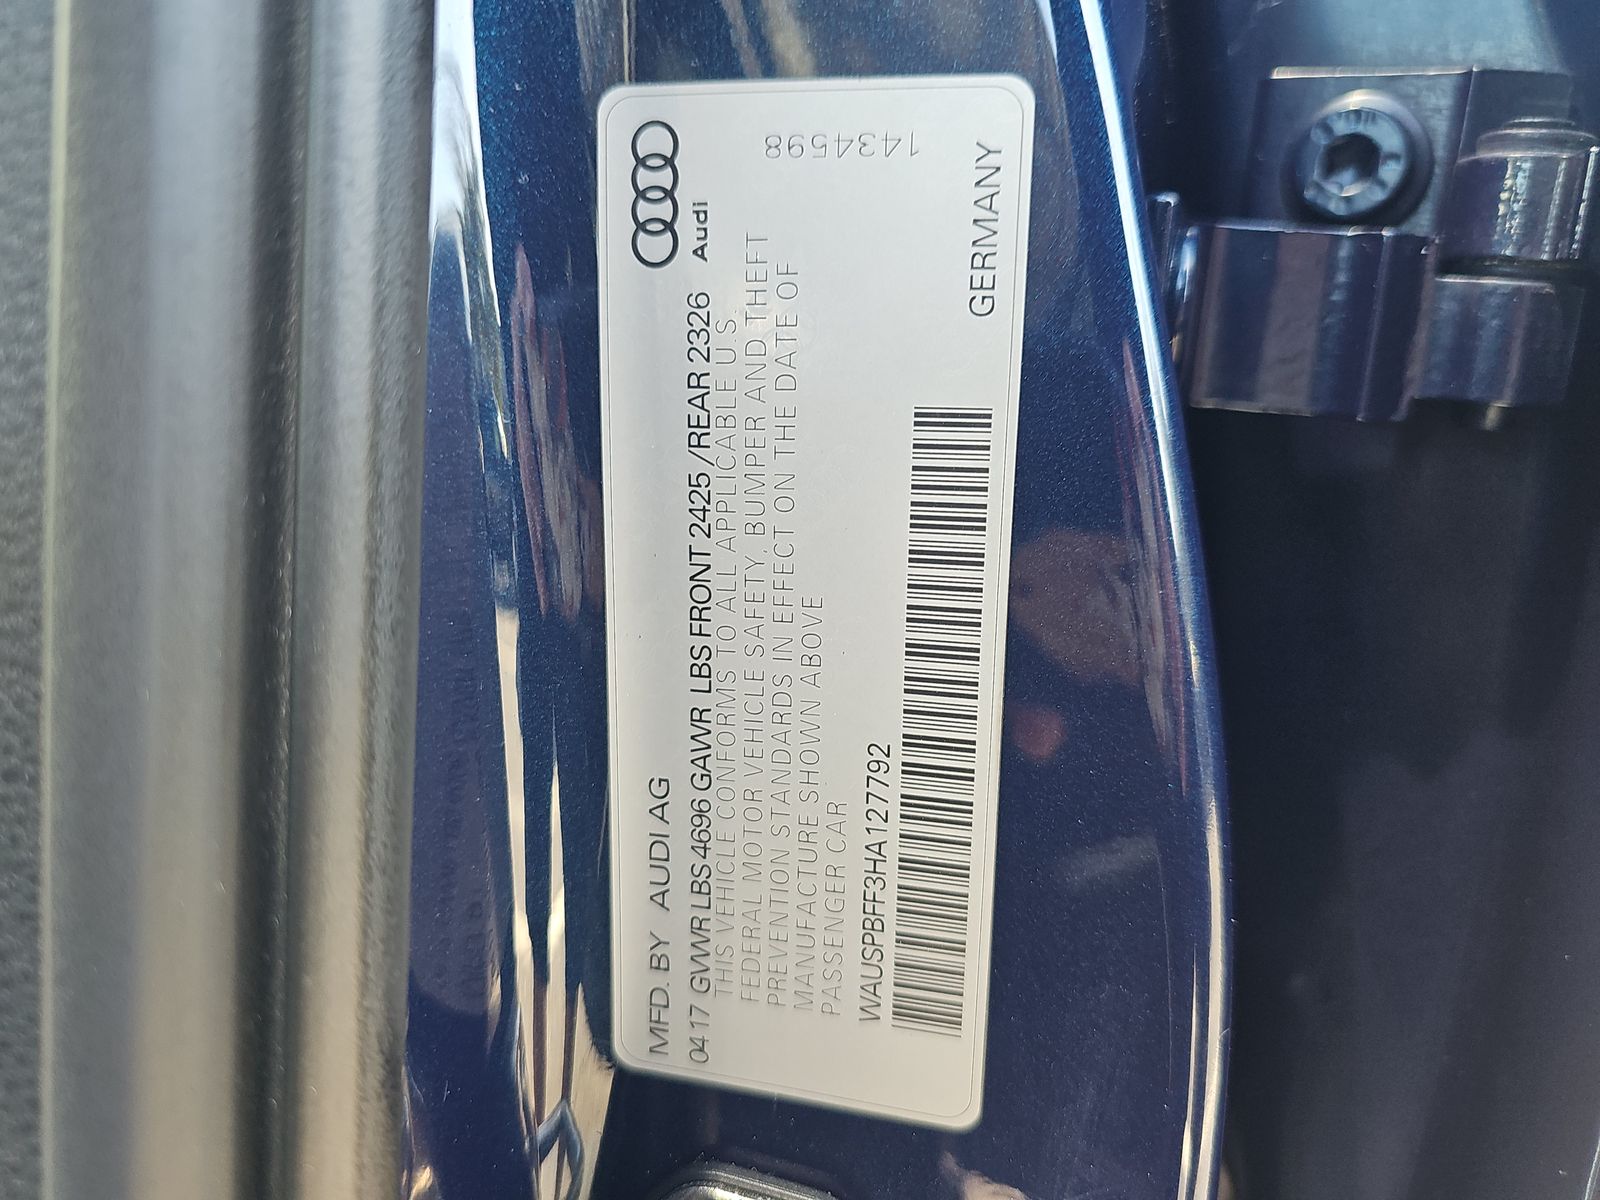 MFD. BY AUDI AG
Audi
04 17 GVWR LBS 4696 GAWR LBS FRONT 2425 /REAR 2326
THIS VEHICLE CONFORMS TO ALL APPLICABLE U.S.
FEDERAL MOTOR VEHICLE SAFETY, BUMPER AND THEFT
PREVENTION STANDARDS IN EFFECT ON THE DATE OF
MANUFACTURE SHOWN ABOVE
PASSENGER CAR
1434598
WAUSPBFF3HA127792
GERMANY